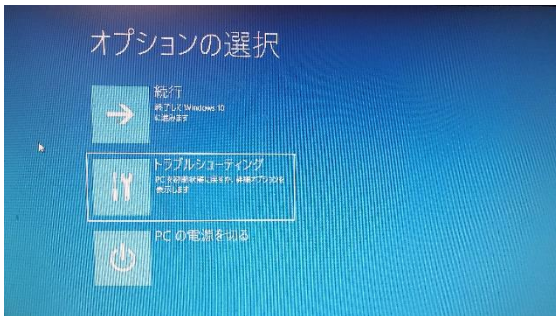 オプションの選択
続行
終了して Windows 10
に進みます
トラブルシューティング
PC を初期状態に戻すか、詳細オプションを
表示します
PC の電源を切る